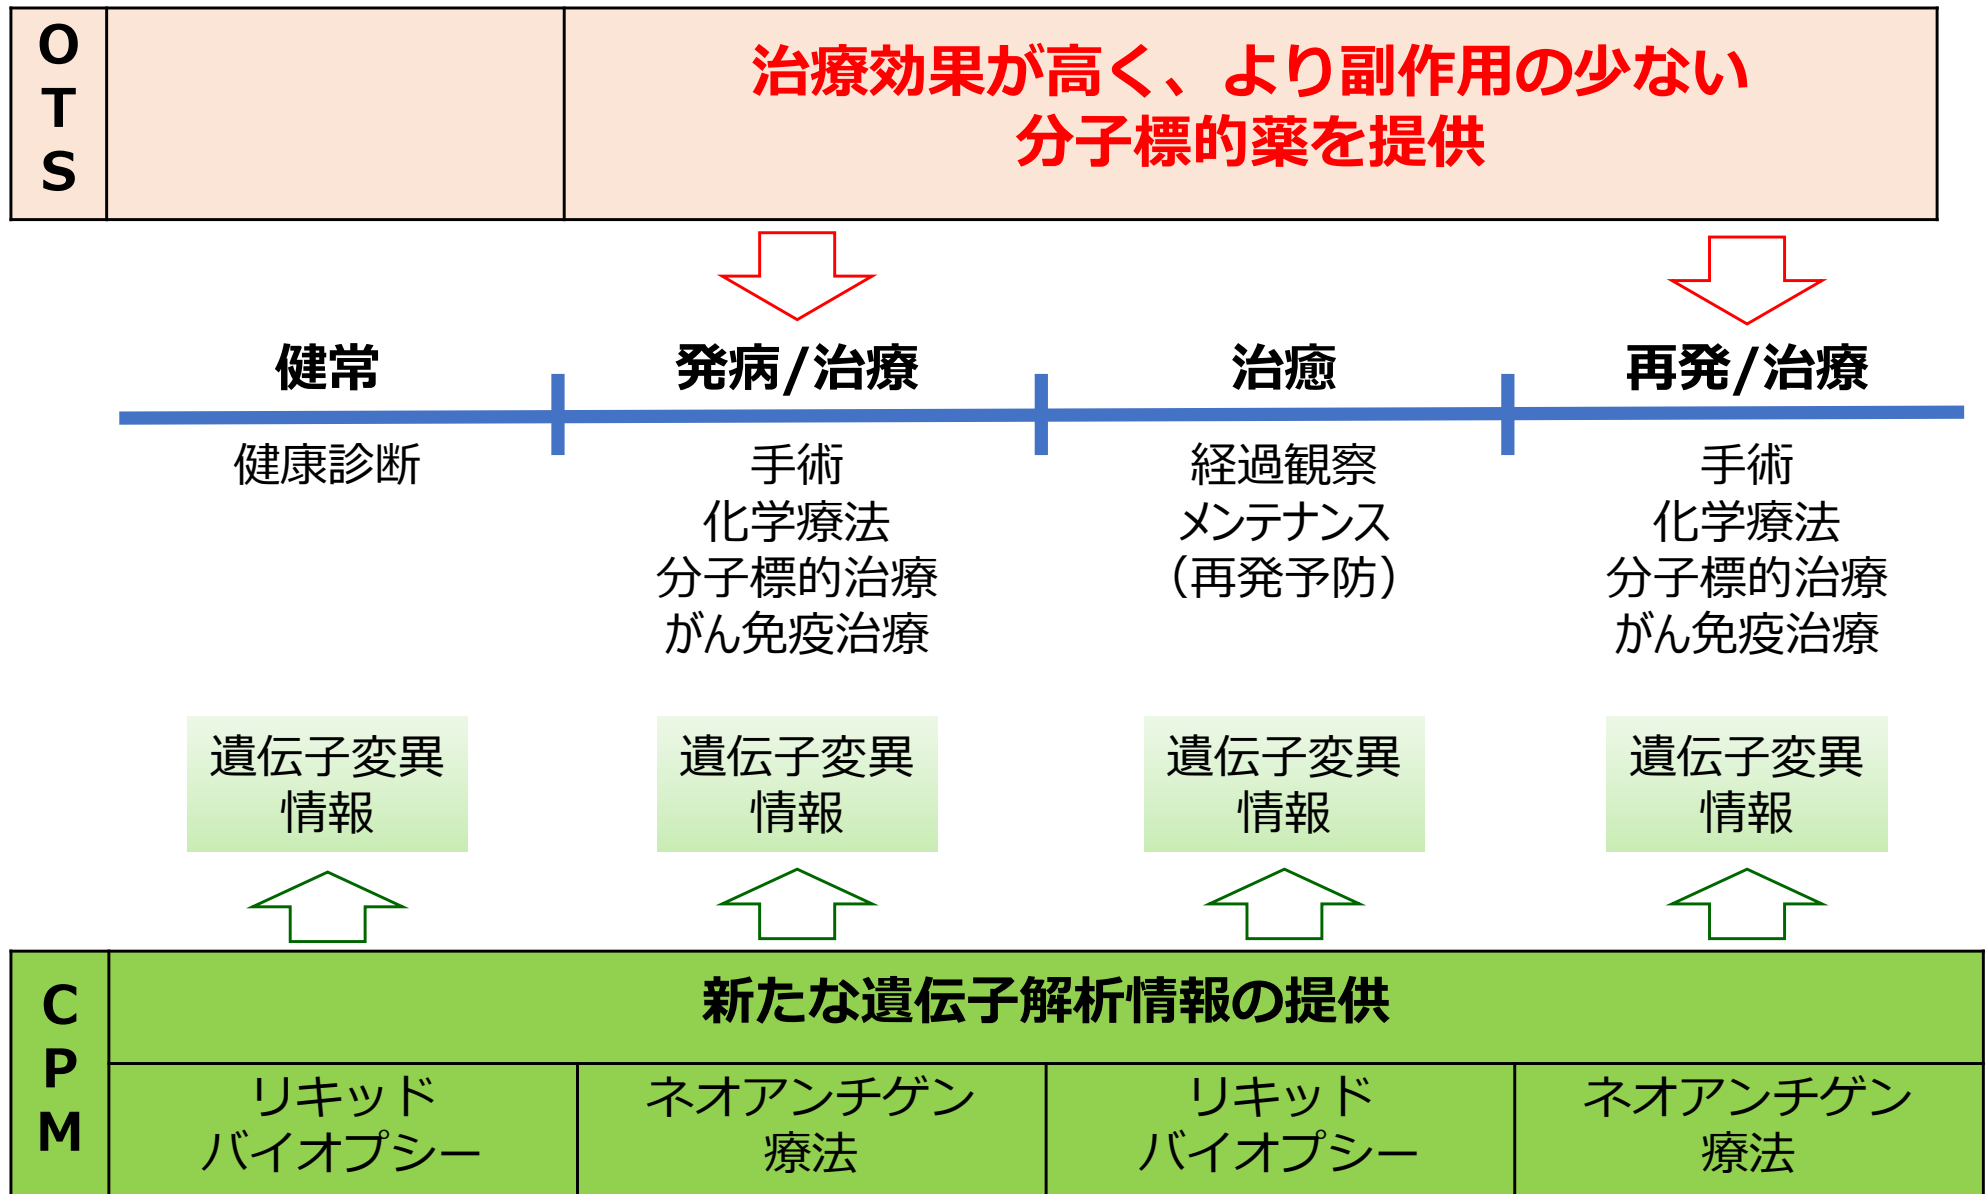 OTS
治療効果が高く、より副作用の少ない
分子標的薬を提供
健常
発病/治療
治癒
再発/治療
健康診断
手術
化学療法
分子標的治療
がん免疫治療
経過観察
メンテナンス
（再発予防）
手術
化学療法
分子標的治療
がん免疫治療
遺伝子変異
情報
遺伝子変異
情報
遺伝子変異
情報
遺伝子変異
情報
CPM
新たな遺伝子解析情報の提供
リキッド
バイオプシー
ネオアンチゲン
療法
リキッド
バイオプシー
ネオアンチゲン
療法